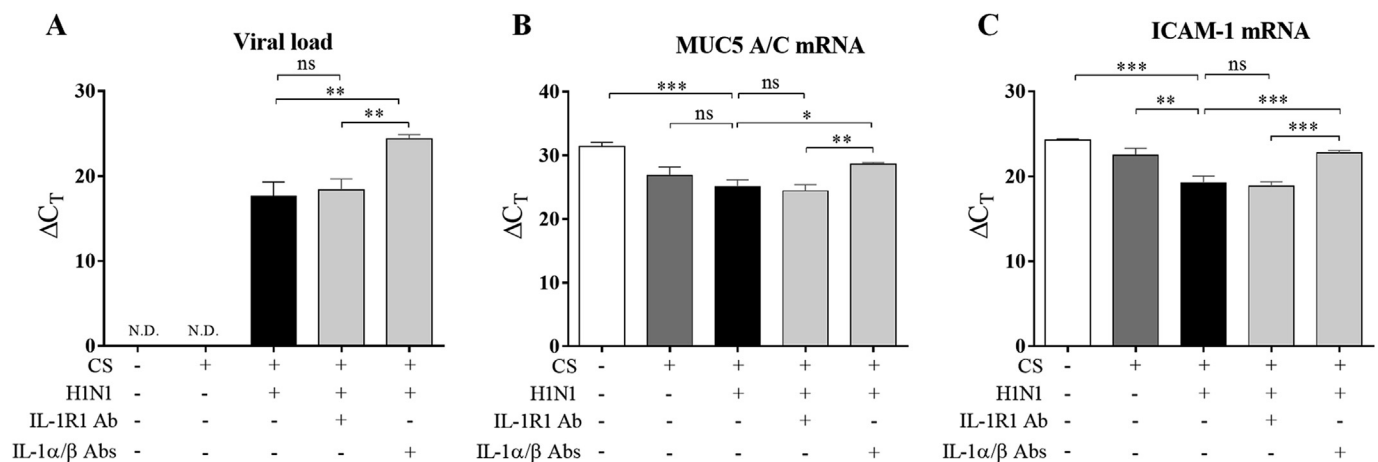 A
Viral load
ns
**
**
30
20
10
0
ΔCT
N.D. N.D.
CS - + + + +
H1N1 - - + + +
IL-1R1 Ab - - - + -
IL-1α/β Abs - - - - +
B
MUC5 A/C mRNA
*** ns
ns *
**
40
30
20
10
0
ΔCT
CS - + + + +
H1N1 - - + + +
IL-1R1 Ab - - - + -
IL-1α/β Abs - - - - +
C
ICAM-1 mRNA
*** ns
** ***
***
30
20
10
0
ΔCT
CS - + + + +
H1N1 - - + + +
IL-1R1 Ab - - - + -
IL-1α/β Abs - - - - +